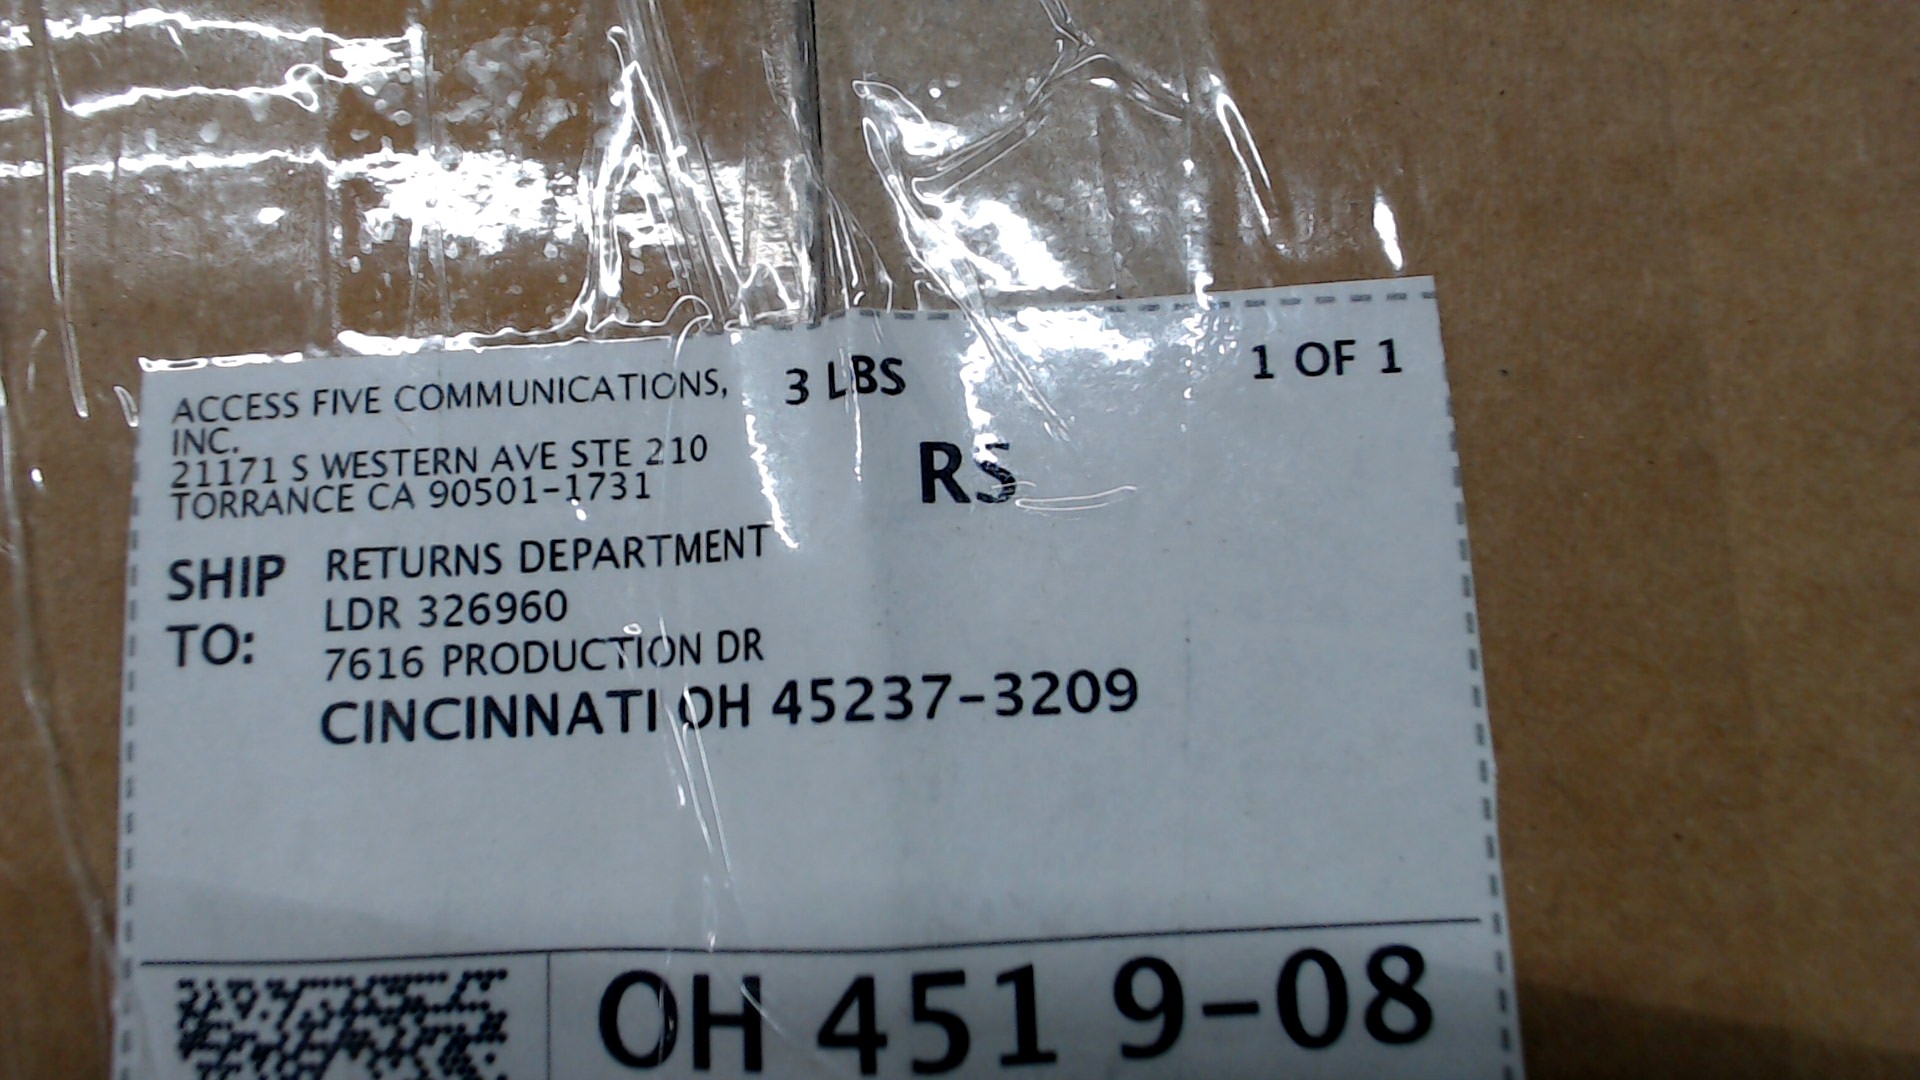 ACCESS FIVE COMMUNICATIONS, 3 LBS 1 OF 1
INC.
21171 S WESTERN AVE STE 210
TORRANCE CA 90501-1731
RS
SHIP TO: RETURNS DEPARTMENT
LDR 326960
7616 PRODUCTION DR
CINCINNATI OH 45237-3209
OH 451 9-08